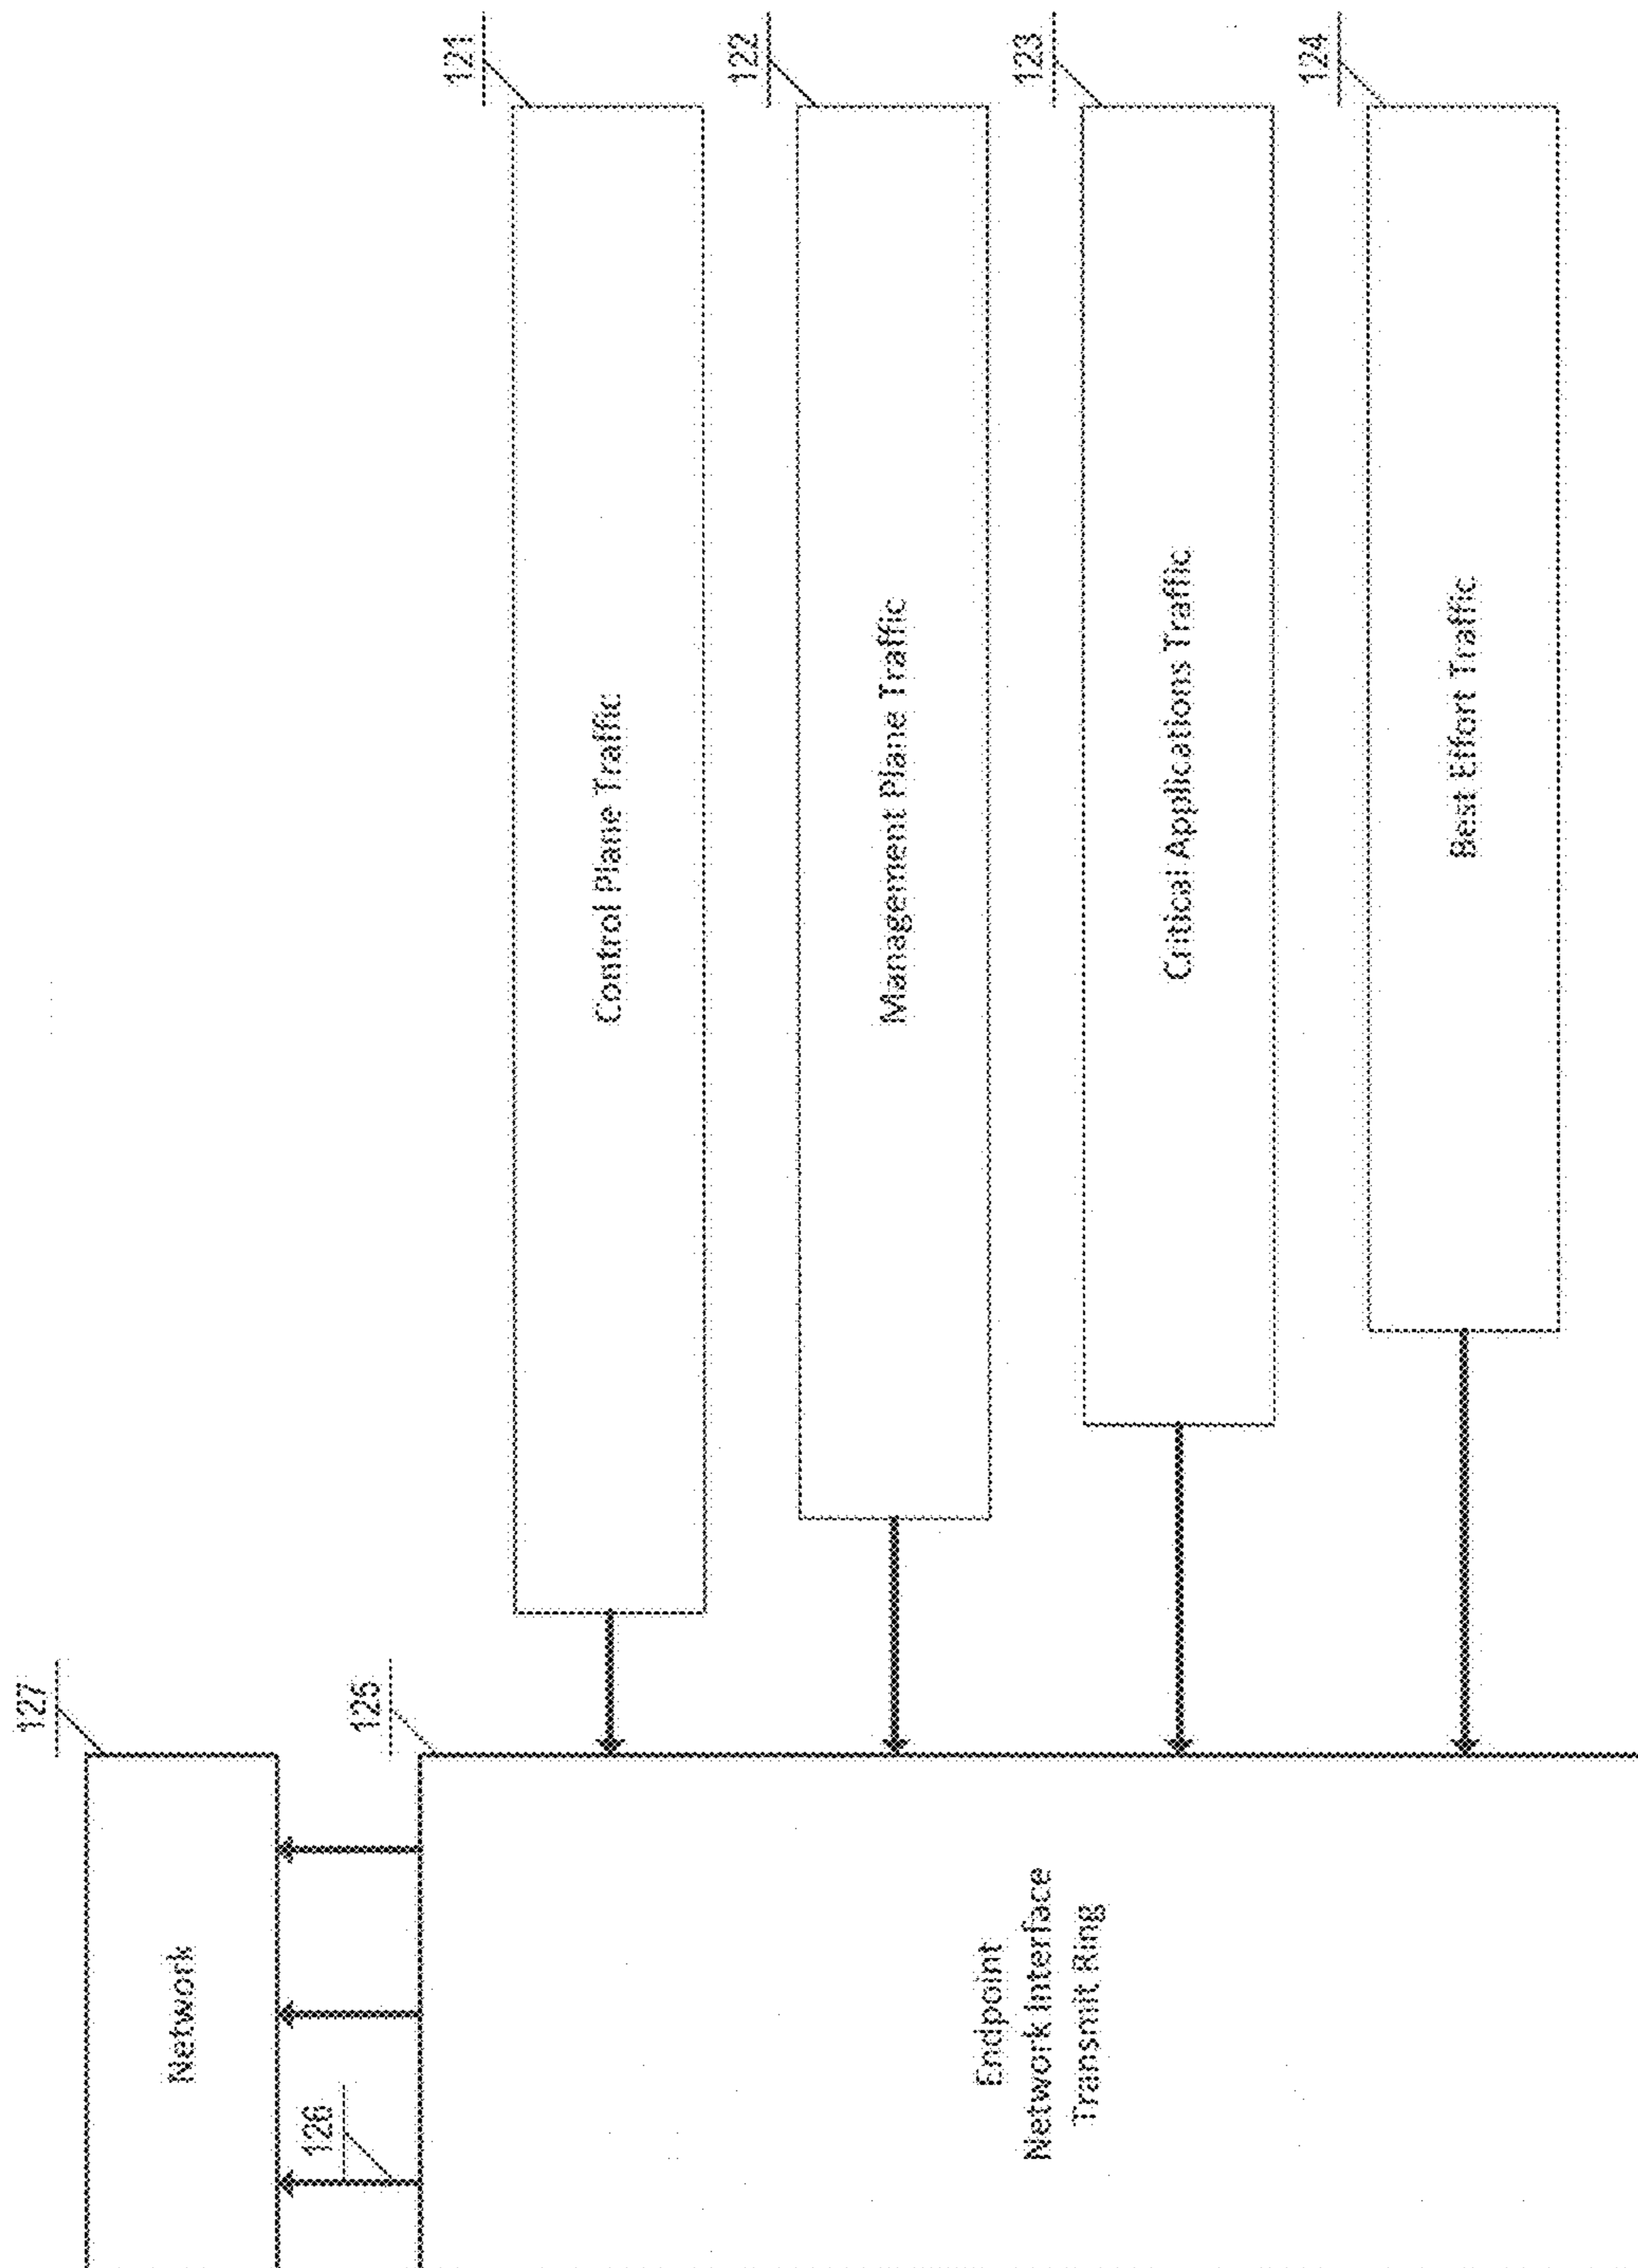 127
Network
126
125
Endpoint
Network Interface
Transmit Ring
121
Control Plane Traffic
122
Management Plane Traffic
123
Critical Applications Traffic
124
Best Effort Traffic